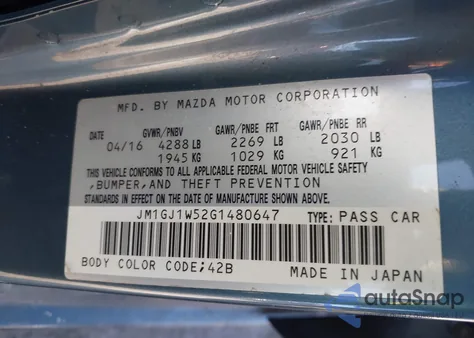 MFD. BY MAZDA MOTOR CORPORATION
DATE GVWR/PNBV GAWR/PNBE FRT GAWR/PNBE RR
04/16 4288 LB 2269 LB 2030 LB
1945 KG 1029 KG 921 KG
THIS VEHICLE CONFORMS TO ALL APPLICABLE FEDERAL MOTOR VEHICLE SAFETY
,BUMPER,AND THEFT PREVENTION
STANDARDS IN EFFECT ON THE DATE OF MANUFACTURE SHOWN ABOVE.
JM1GJ1W52G1480647 TYPE: PASS CAR
BODY COLOR CODE;42B MADE IN JAPAN
autoSnap